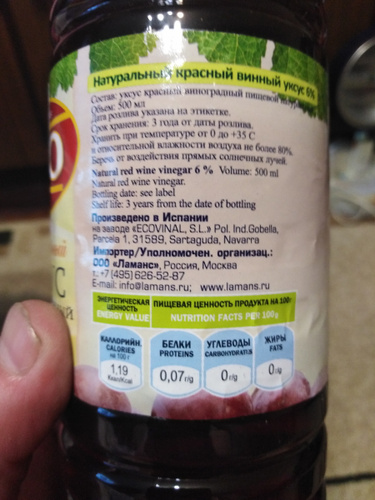 Натуральный красный винный уксус 6%
Состав: уксус красный виноградный пищевой
Объем: 500 мл
Дата розлива указана на этикетке.
Срок хранения: 3 года от даты розлива.
Хранить при температуре от 0 до +35 С
и относительной влажности воздуха не более 80%.
Беречь от воздействия прямых солнечных лучей.
Natural red wine vinegar 6 % Volume: 500 ml
Natural red wine vinegar.
Bottling date: see label
Shelf life: 3 years from the date of bottling
Произведено в Испании
на заводе «ECOVINAL, S.L.» Pol. Ind.Gobella,
Parcela 1, 31589, Sartaguda, Navarra
Импортер/Уполномочен. организац.:
ООО «Ламанс», Россия, Москва
т.+7 (495) 626-52-87
E-mail: info@lamans.ru; www.lamans.ru
ЭНЕРГЕТИЧЕСКАЯ ЦЕННОСТЬ
ENERGY VALUE
ПИЩЕВАЯ ЦЕННОСТЬ ПРОДУКТА НА 100г
NUTRITION FACTS PER 100g
КАЛЛОРИЙН.
CALORIES
на 100 г
1,19
Ккал/Kcal
БЕЛКИ
PROTEINS
0,07 г/g
УГЛЕВОДЫ
CARBOHYDRATES
0 г/g
ЖИРЫ
FATS
0 г/g